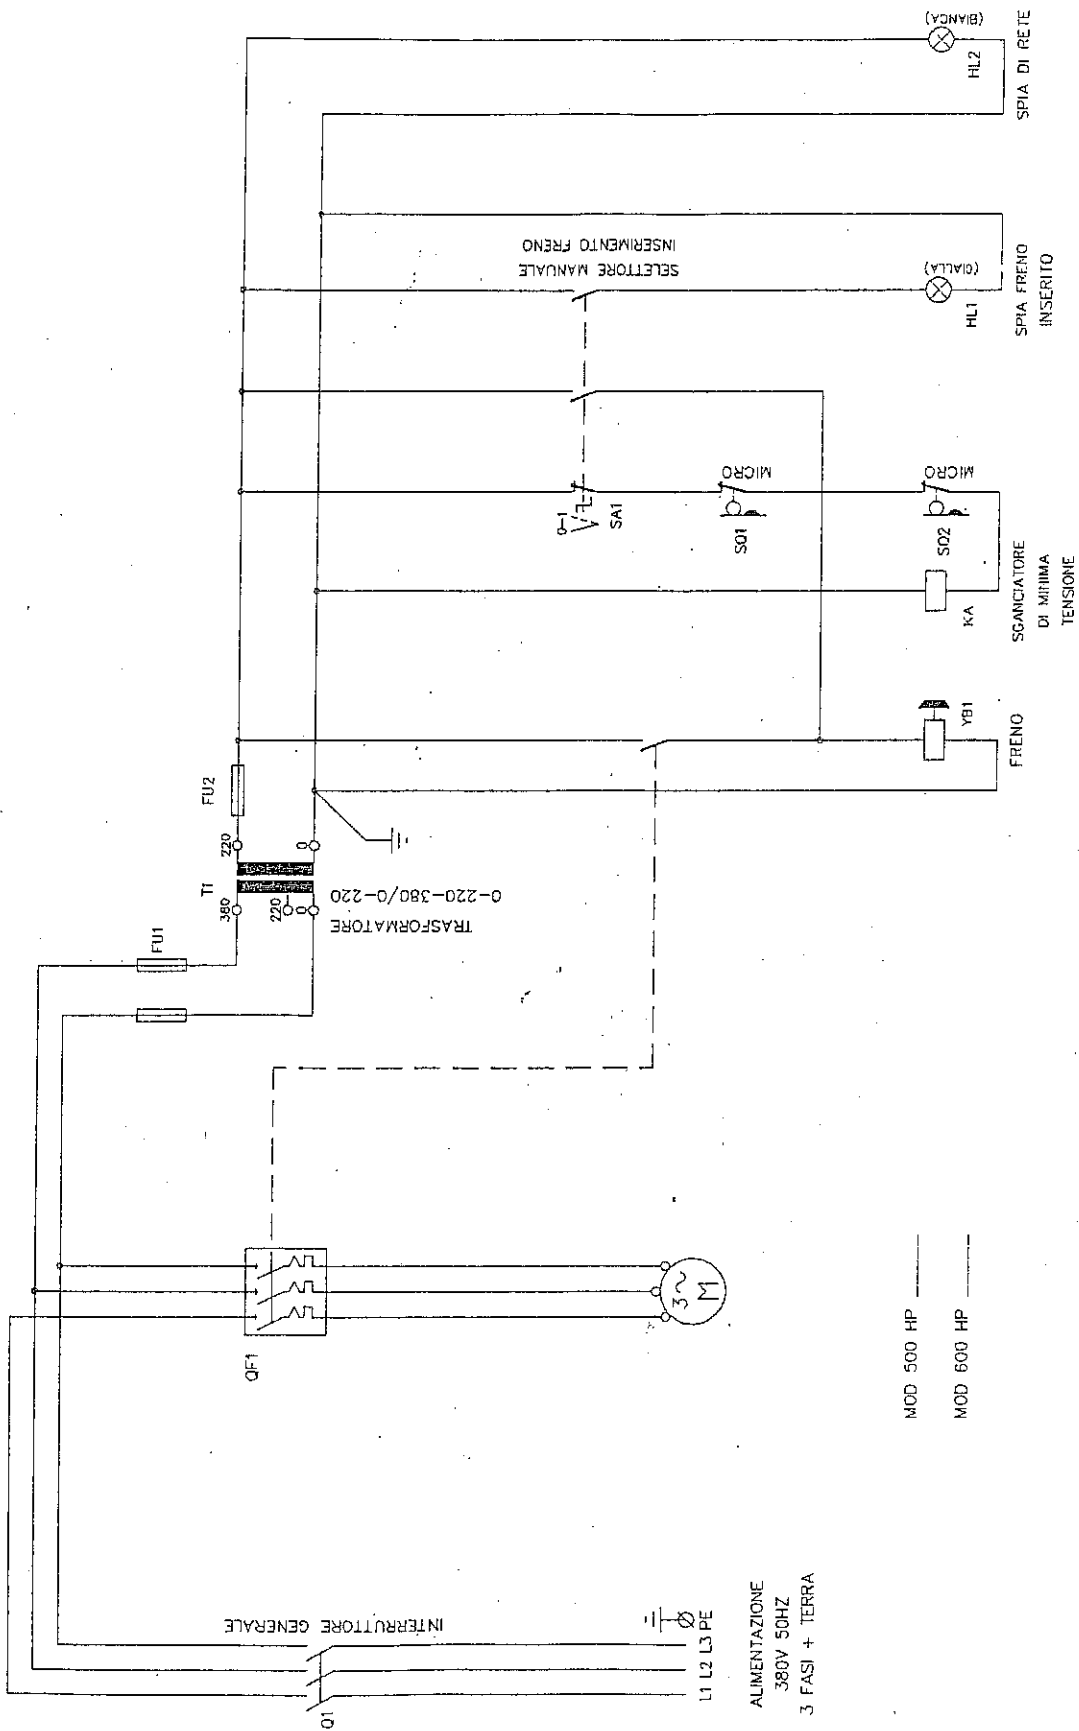 INTERRUTTORE GENERALE
Q1
L1 L2 L3 PE
ALIMENTAZIONE
380V 50HZ
3 FASI + TERRA
QF1
3~
M
MOD 500 HP
MOD 600 HP
FU1
T1
380
220
0
220
0
TRASFORMATORE
0-220-380/0-220
FU2
YB1
FRENO
KA
SGANCIATORE
DI MINIMA
TENSIONE
0-1
SA1
SQ1
MICRO
SQ2
MICRO
SELETTORE MANUALE
INSERIMENTO FRENO
(GIALLA)
HL1
SPIA FRENO
INSERITO
(BIANCA)
HL2
SPIA DI RETE